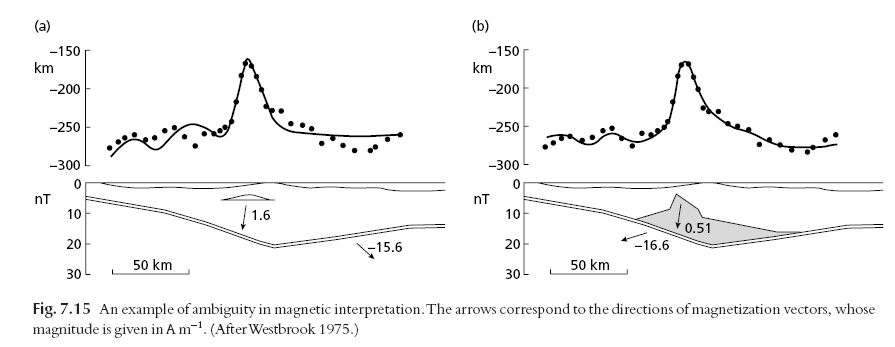 (a)
−150
km
−200
−250
−300
0
nT
10
20
30
1.6
−15.6
50 km
(b)
−150
km
−200
−250
−300
0
nT
10
20
30
0.51
−16.6
50 km
Fig. 7.15 An example of ambiguity in magnetic interpretation. The arrows correspond to the directions of magnetization vectors, whose
magnitude is given in A m⁻¹. (After Westbrook 1975.)